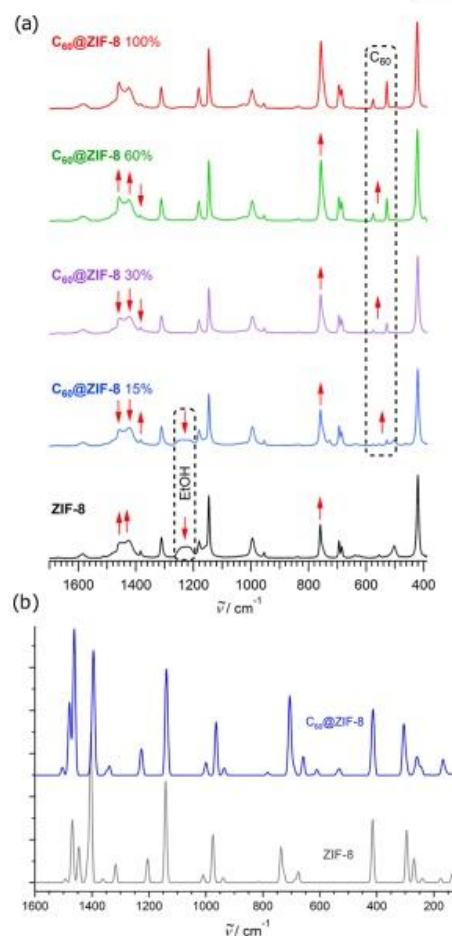 (a)
C60@ZIF-8 100%
C60
C60@ZIF-8 60%
C60@ZIF-8 30%
C60@ZIF-8 15%
EtOH
ZIF-8
1600 1400 1200 1000 800 600 400
ṽ/ cm-1
(b)
C60@ZIF-8
ZIF-8
1600 1400 1200 1000 800 600 400 200
ṽ/ cm-1